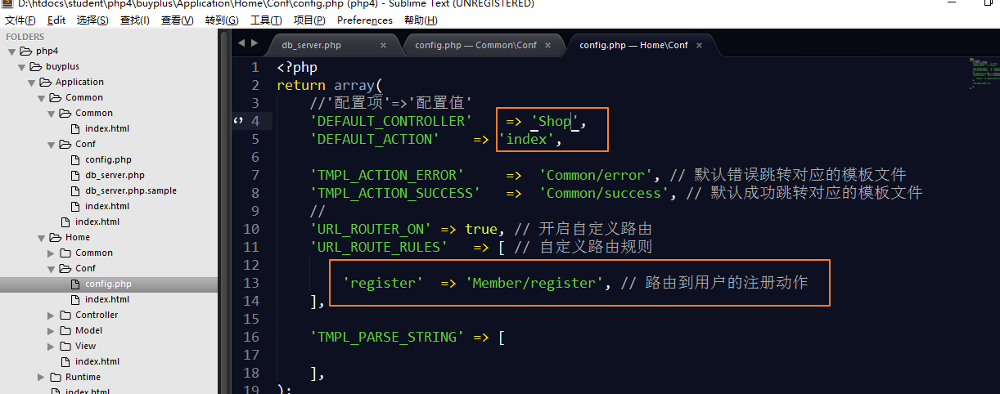 D:\htdocs\student\php4\buyplus\Application\Home\Conf\config.php (php4) - Sublime Text (UNREGISTERED)
文件(F) Edit 选择(S) 查找(I) 查看(V) 转到(G) 工具(T) 项目(P) Preferences 帮助(H)
FOLDERS
php4
buyplus
Application
Common
Common
index.html
Conf
config.php
db_server.php
db_server.php.sample
index.html
index.html
Home
Common
Conf
config.php
index.html
Controller
Model
View
index.html
Runtime
index.html
db_server.php × config.php — Common\Conf × config.php — Home\Conf ×
1 <?php
2 return array(
3 //'配置项'=>'配置值'
4 'DEFAULT_CONTROLLER' => 'Shop',
5 'DEFAULT_ACTION' => 'index',
6
7 'TMPL_ACTION_ERROR' => 'Common/error', // 默认错误跳转对应的模板文件
8 'TMPL_ACTION_SUCCESS' => 'Common/success', // 默认成功跳转对应的模板文件
9 //
10 'URL_ROUTER_ON' => true, // 开启自定义路由
11 'URL_ROUTE_RULES' => [ // 自定义路由规则
12
13 'register' => 'Member/register', // 路由到用户的注册动作
14 ],
15
16 'TMPL_PARSE_STRING' => [
17
18 ],
19 );